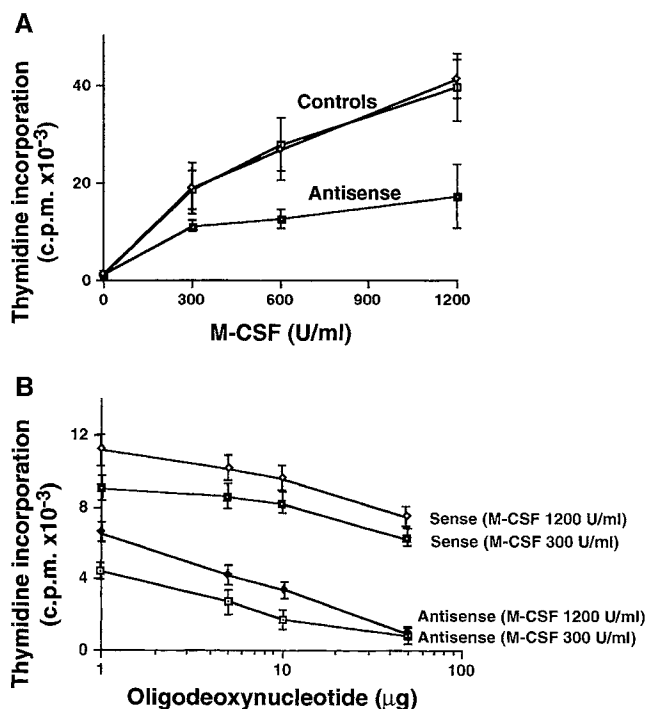 A
Thymidine incorporation
(c.p.m. x10-3)
40
20
0
Controls
Antisense
0
300
600
900
1200
M-CSF (U/ml)
B
Thymidine incorporation
(c.p.m. x10-3)
12
8
4
0
Sense (M-CSF 1200 U/ml)
Sense (M-CSF 300 U/ml)
Antisense (M-CSF 1200 U/ml)
Antisense (M-CSF 300 U/ml)
1
10
100
Oligodeoxynucleotide (μg)